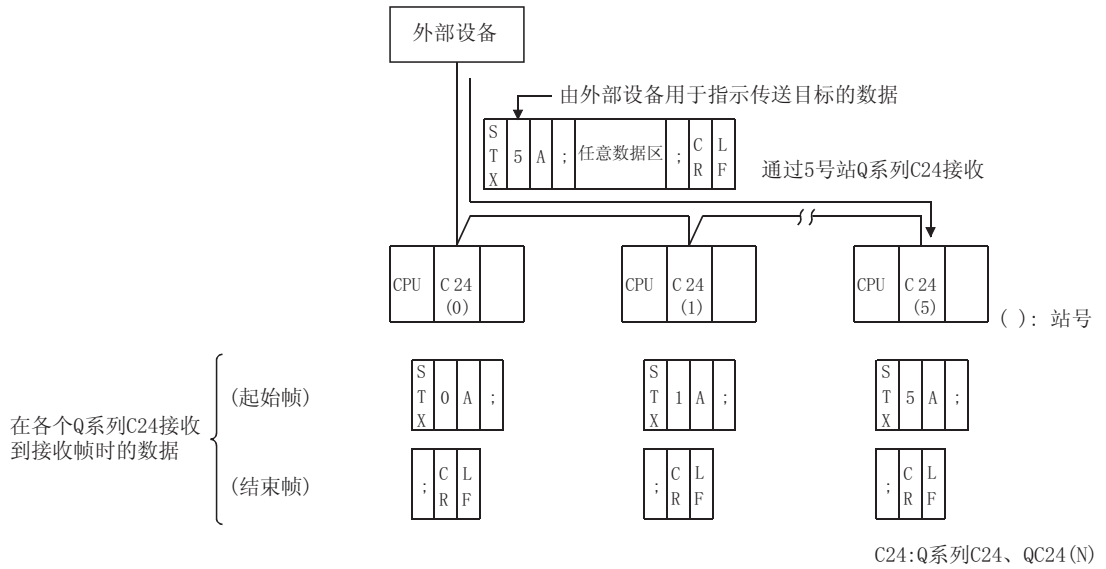 外部设备
由外部设备用于指示传送目标的数据
STX 5 A ; 任意数据区 ; CR LF
通过5号站Q系列C24接收
CPU C24 (0)
CPU C24 (1)
CPU C24 (5)
( ): 站号
在各个Q系列C24接收
到接收帧时的数据
(起始帧)
STX 0 A ;
STX 1 A ;
STX 5 A ;
(结束帧)
; CR LF
; CR LF
; CR LF
C24:Q系列C24、QC24(N)